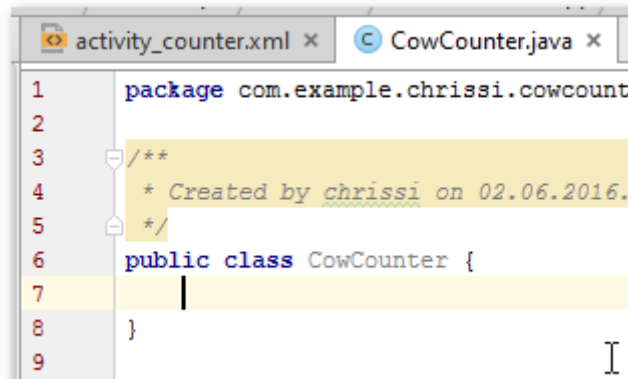 activity_counter.xml × CowCounter.java ×
1 package com.example.chrissi.cowcount
2
3 /**
4 * Created by chrissi on 02.06.2016.
5 */
6 public class CowCounter {
7
8 }
9